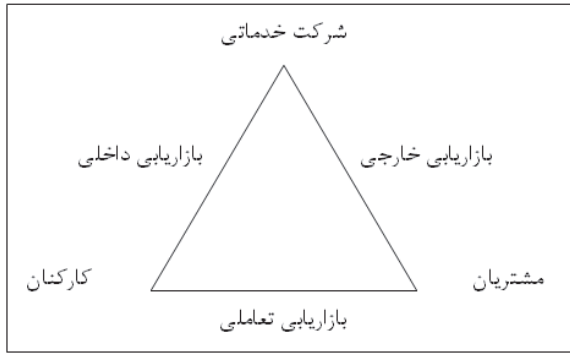 شرکت خدماتی
بازاریابی خارجی
بازاریابی داخلی
مشتریان
کارکنان
بازاریابی تعاملی